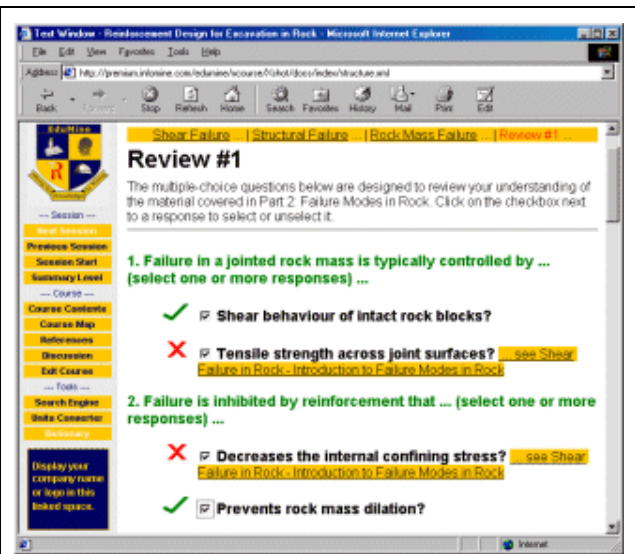 Test Window - Reinforcement Design for Excavation in Rock - Microsoft Internet Explorer
File Edit View Favorites Tools Help
Address http://premium.infomine.com/edumine/xcourse/
Back Stop Refresh Home Search Favorites History Mail Print Edit
EduMine
Shear Failure ... | Structural Failure ... | Rock Mass Failure ... | Review #1 ...
Review #1
The multiple-choice questions below are designed to review your understanding of
the material covered in Part 2: Failure Modes in Rock. Click on the checkbox next
to a response to select or unselect it.
--- Session ---
Next Session
Previous Session
Session Start
Summary Level
--- Course ---
Course Contents
Course Map
References
Discussion
Exit Course
--- Tools ---
Search Engine
Units Converter
Dictionary
Display your
company name
or logo in this
linked space.
1. Failure in a jointed rock mass is typically controlled by ...
(select one or more responses) ...
Shear behaviour of intact rock blocks?
Tensile strength across joint surfaces? ... see Shear
Failure in Rock - Introduction to Failure Modes in Rock
2. Failure is inhibited by reinforcement that ... (select one or more
responses) ...
Decreases the internal confining stress? ... see Shear
Failure in Rock - Introduction to Failure Modes in Rock
Prevents rock mass dilation?
Internet